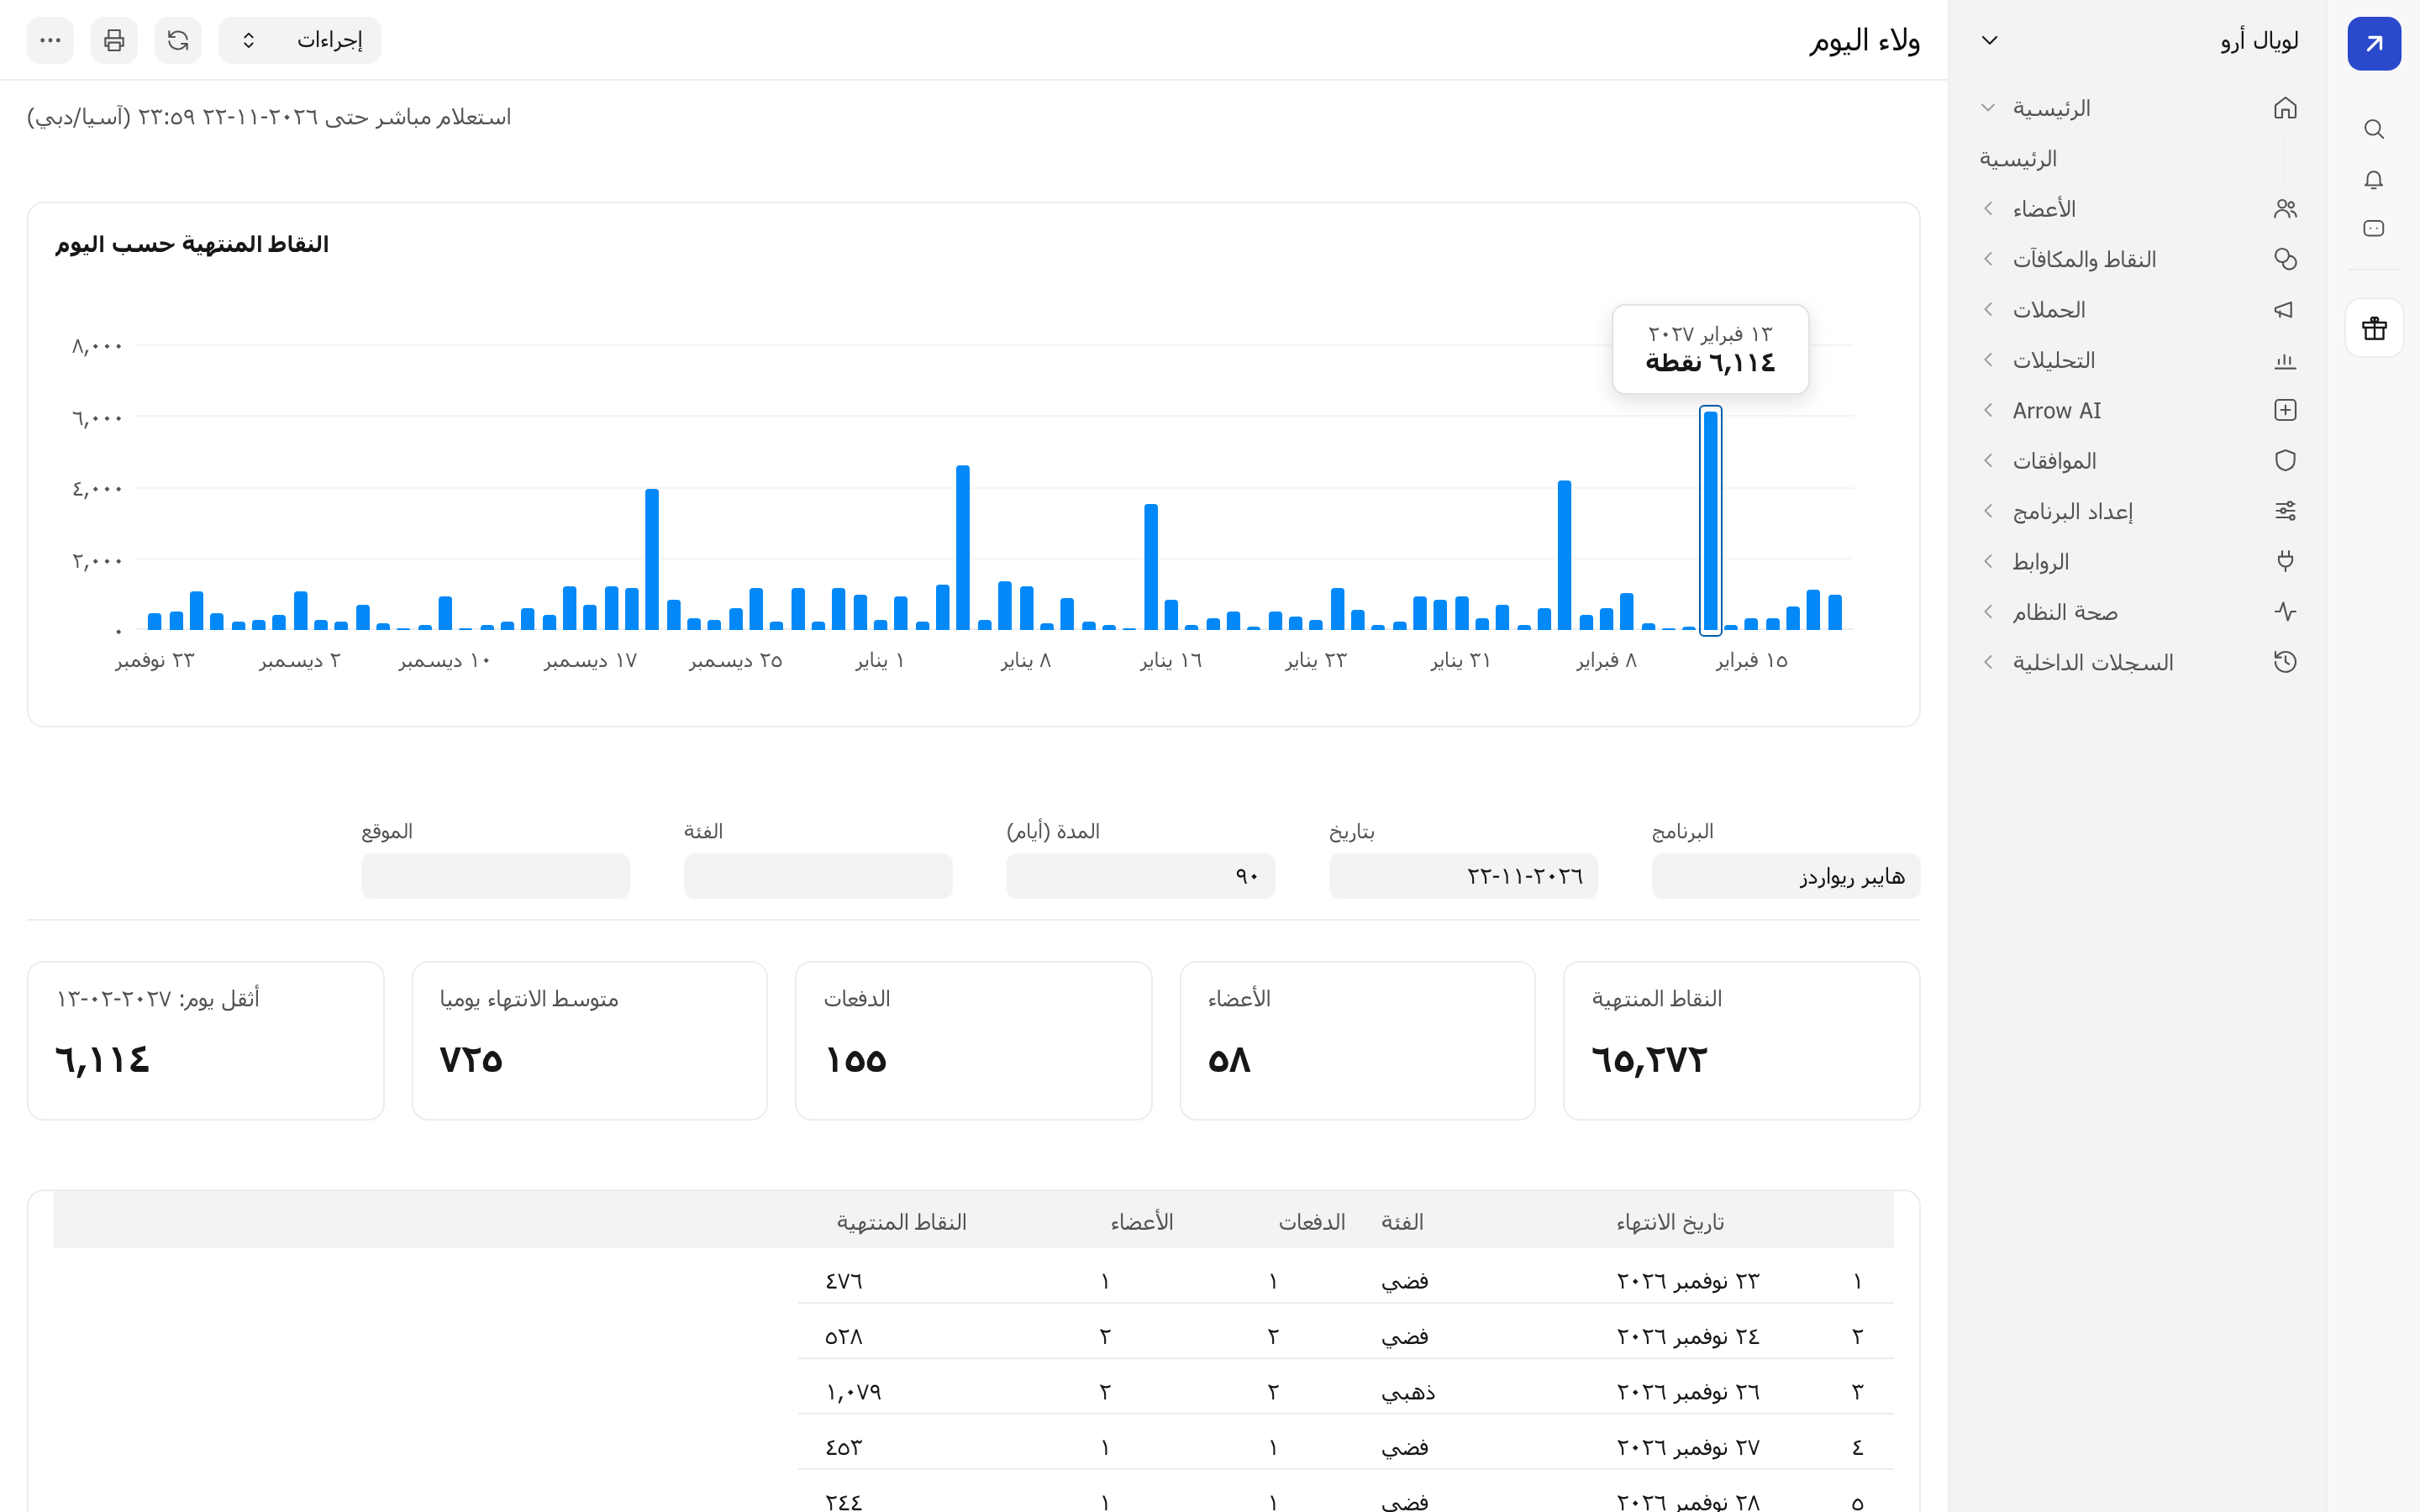 لويال أرو
الرئيسية
الرئيسية
الأعضاء
النقاط والمكافآت
الحملات
التحليلات
Arrow AI
الموافقات
إعداد البرنامج
الروابط
صحة النظام
السجلات الداخلية
ولاء اليوم
إجراءات
استعلام مباشر حتى ٢٠٢٦-١١-٢٢ ٢٣:٥٩ (آسيا/دبي)
النقاط المنتهية حسب اليوم
١٣ فبراير ٢٠٢٧
٦,١١٤ نقطة
٨,٠٠٠
٦,٠٠٠
٤,٠٠٠
٢,٠٠٠
٠
٢٣ نوفمبر ٢ ديسمبر ١٠ ديسمبر ١٧ ديسمبر ٢٥ ديسمبر ١ يناير ٨ يناير ١٦ يناير ٢٣ يناير ٣١ يناير ٨ فبراير ١٥ فبراير
البرنامج بتاريخ المدة (أيام) الفئة الموقع
هايبر ريواردز ٢٠٢٦-١١-٢٢ ٩٠
النقاط المنتهية الأعضاء الدفعات متوسط الانتهاء يوميا أثقل يوم: ٢٠٢٧-٠٢-١٣
٦٥,٢٧٢ ٥٨ ١٥٥ ٧٢٥ ٦,١١٤
تاريخ الانتهاء الفئة الدفعات الأعضاء النقاط المنتهية
١ ٢٣ نوفمبر ٢٠٢٦ فضي ١ ١ ٤٧٦
٢ ٢٤ نوفمبر ٢٠٢٦ فضي ٢ ٢ ٥٢٨
٣ ٢٦ نوفمبر ٢٠٢٦ ذهبي ٢ ٢ ١,٠٧٩
٤ ٢٧ نوفمبر ٢٠٢٦ فضي ١ ١ ٤٥٣
٥ ٢٨ نوفمبر ٢٠٢٦ فضي ١ ١ ٢٤٤